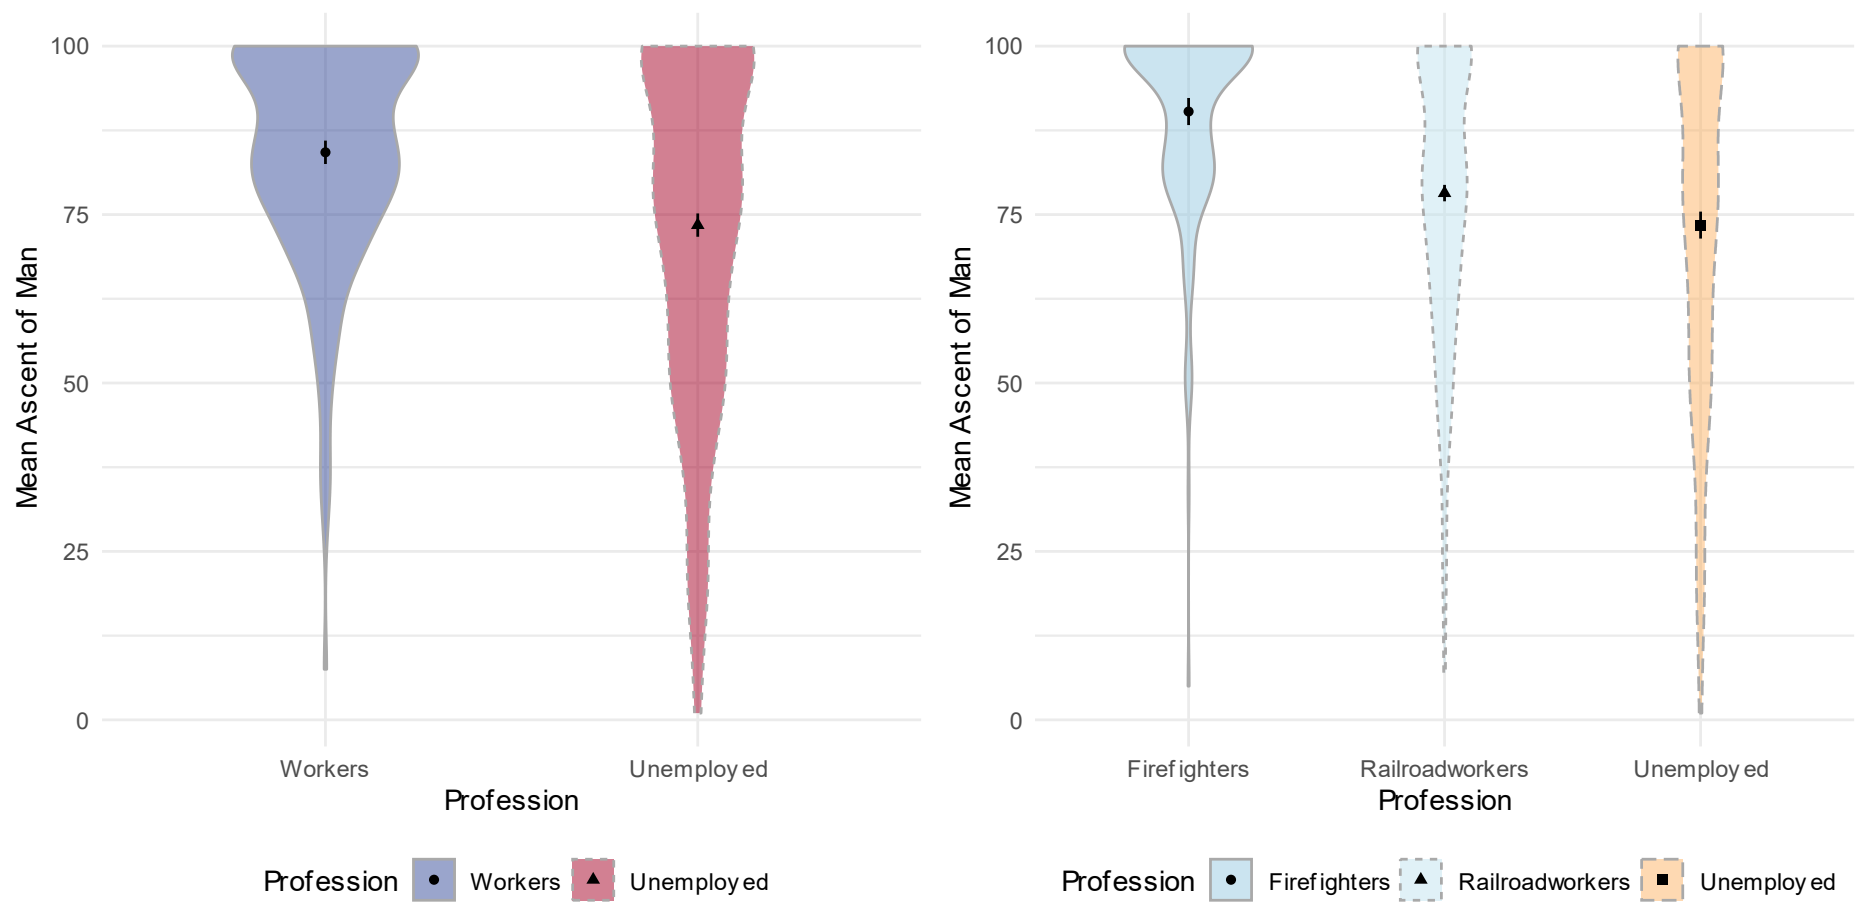 Mean Ascent of Man
100
75
50
25
0
Workers Unemployed
Profession
Profession Workers Unemployed
Mean Ascent of Man
100
75
50
25
0
Firefighters Railroadworkers Unemployed
Profession
Profession Firefighters Railroadworkers Unemployed